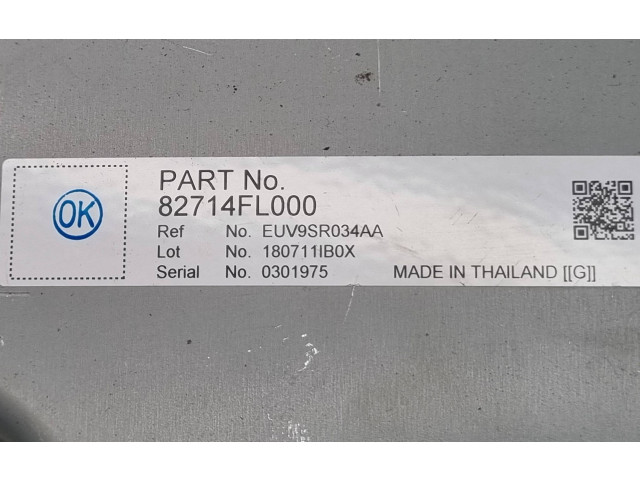 OK
PART No.
82714FL000
Ref No. EUV9SR034AA
Lot No. 180711IB0X
Serial No. 0301975
MADE IN THAILAND [[G]]